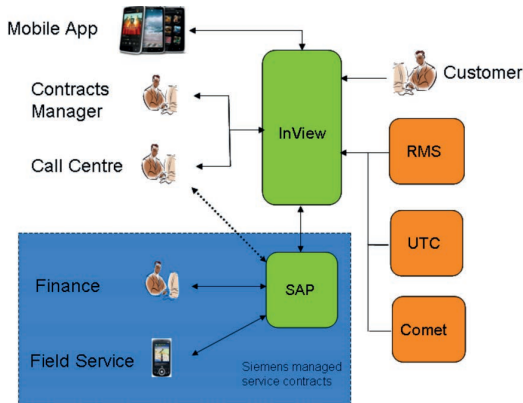 Mobile App
Customer
Contracts
Manager
InView
RMS
Call Centre
UTC
Finance
SAP
Comet
Field Service
Siemens managed
service contracts